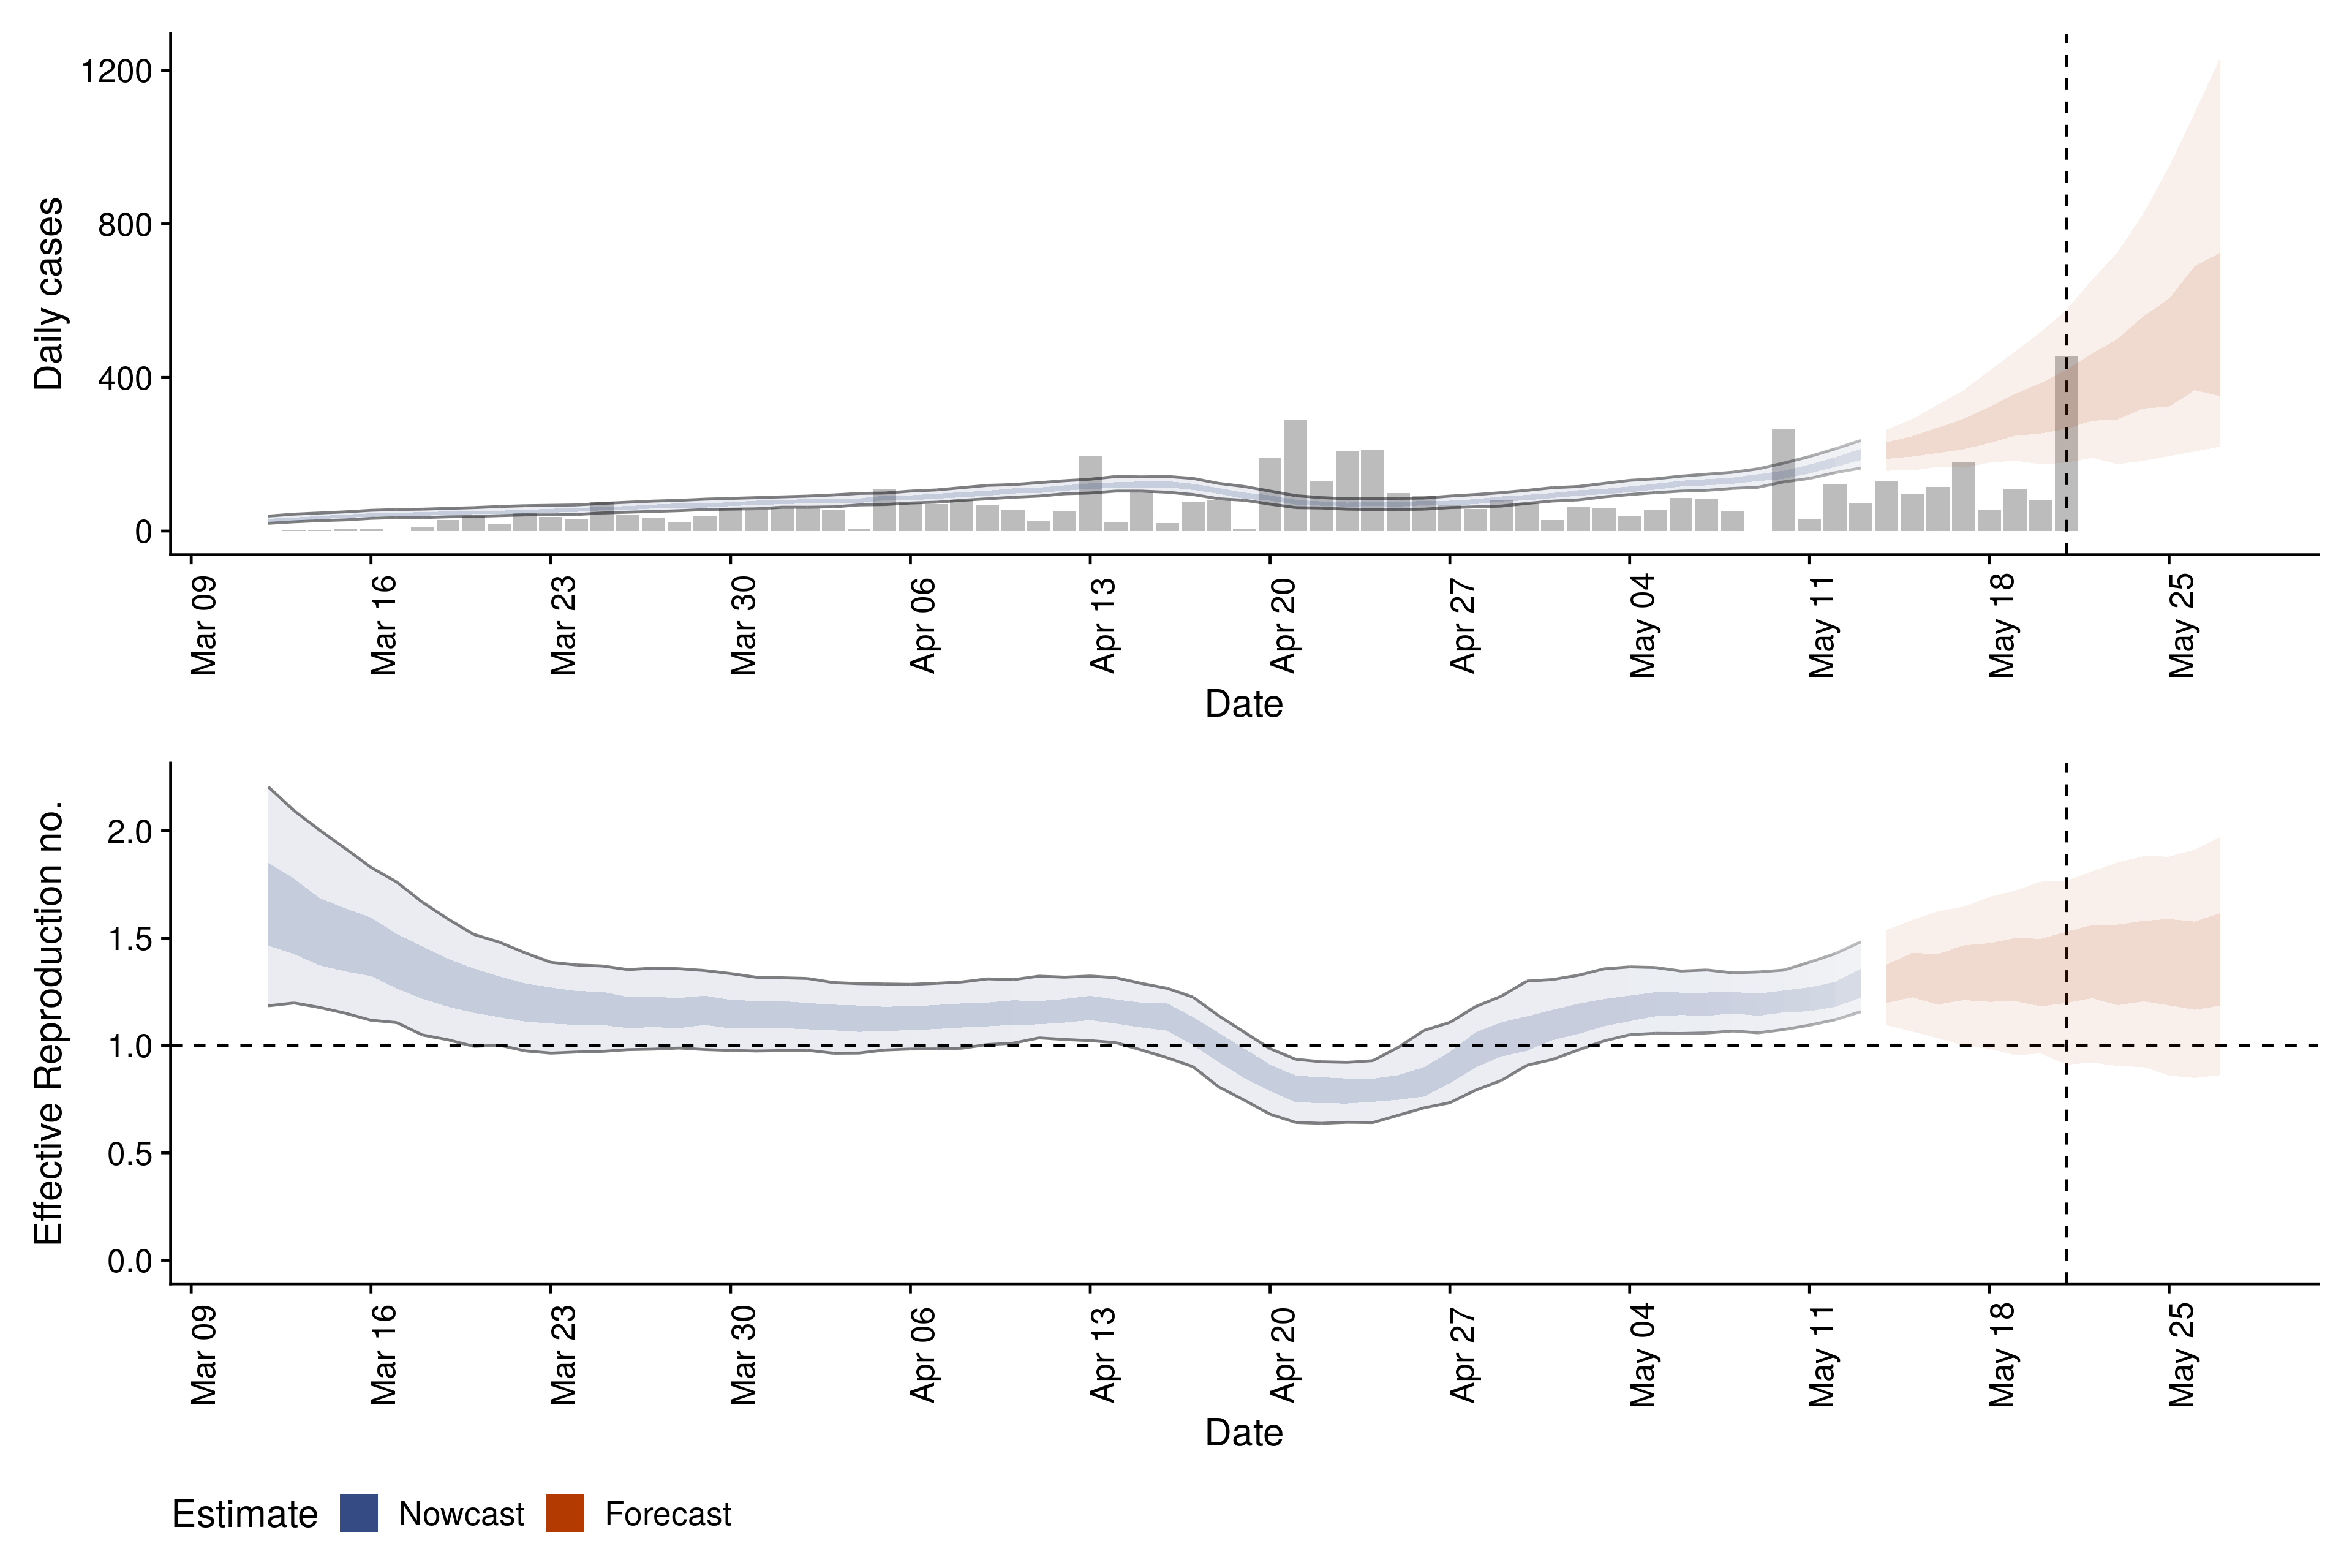 Daily cases
1200
800
400
0
Mar 09
Mar 16
Mar 23
Mar 30
Apr 06
Apr 13
Apr 20
Apr 27
May 04
May 11
May 18
May 25
Date
Effective Reproduction no.
2.0
1.5
1.0
0.5
0.0
Mar 09
Mar 16
Mar 23
Mar 30
Apr 06
Apr 13
Apr 20
Apr 27
May 04
May 11
May 18
May 25
Date
Estimate Nowcast Forecast